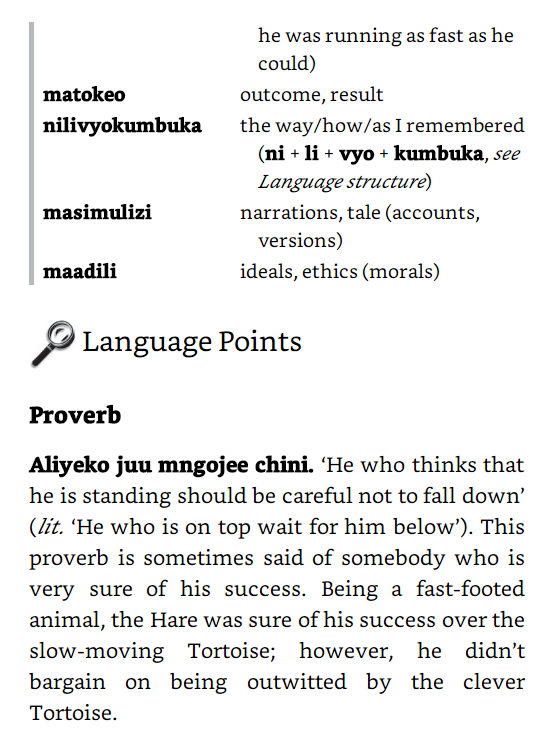 he was running as fast as he
could)
matokeo outcome, result
nilivyokumbuka the way/how/as I remembered
(ni + li + vyo + kumbuka, see
Language structure)
masimulizi narrations, tale (accounts,
versions)
maadili ideals, ethics (morals)
Language Points
Proverb
Aliyeko juu mngojee chini. ‘He who thinks that
he is standing should be careful not to fall down’
(lit. ‘He who is on top wait for him below’). This
proverb is sometimes said of somebody who is
very sure of his success. Being a fast-footed
animal, the Hare was sure of his success over the
slow-moving Tortoise; however, he didn’t
bargain on being outwitted by the clever
Tortoise.